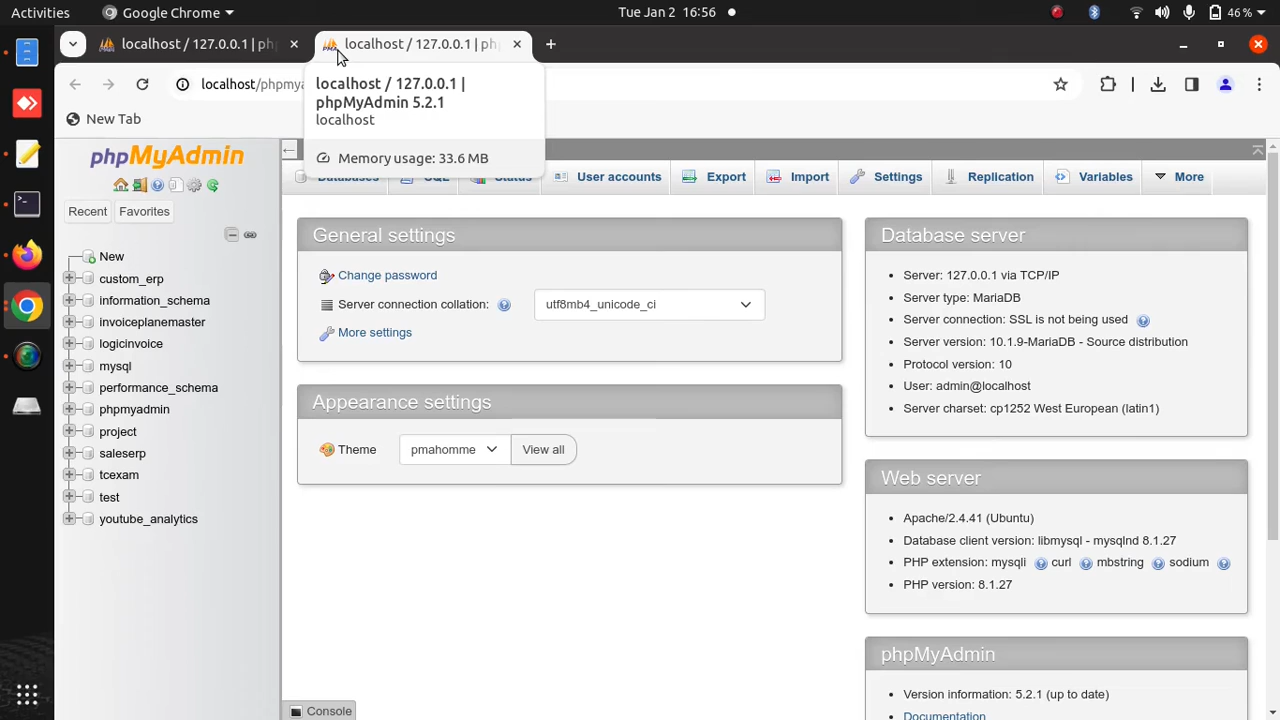 Activities
Google Chrome
Tue Jan 2 16:56
46 %
localhost / 127.0.0.1 | ph
localhost / 127.0.0.1 | ph
localhost/phpmya
localhost / 127.0.0.1 |
phpMyAdmin 5.2.1
localhost
Memory usage: 33.6 MB
New Tab
phpMyAdmin
Recent
Favorites
New
custom_erp
information_schema
invoiceplanemaster
logicinvoice
mysql
performance_schema
phpmyadmin
project
saleserp
tcexam
test
youtube_analytics
Databases
SQL
Status
User accounts
Export
Import
Settings
Replication
Variables
More
General settings
Change password
Server connection collation:
utf8mb4_unicode_ci
More settings
Appearance settings
Theme
pmahomme
View all
Database server
Server: 127.0.0.1 via TCP/IP
Server type: MariaDB
Server connection: SSL is not being used
Server version: 10.1.9-MariaDB - Source distribution
Protocol version: 10
User: admin@localhost
Server charset: cp1252 West European (latin1)
Web server
Apache/2.4.41 (Ubuntu)
Database client version: libmysql - mysqlnd 8.1.27
PHP extension: mysqli curl mbstring sodium
PHP version: 8.1.27
phpMyAdmin
Version information: 5.2.1 (up to date)
Documentation
Console